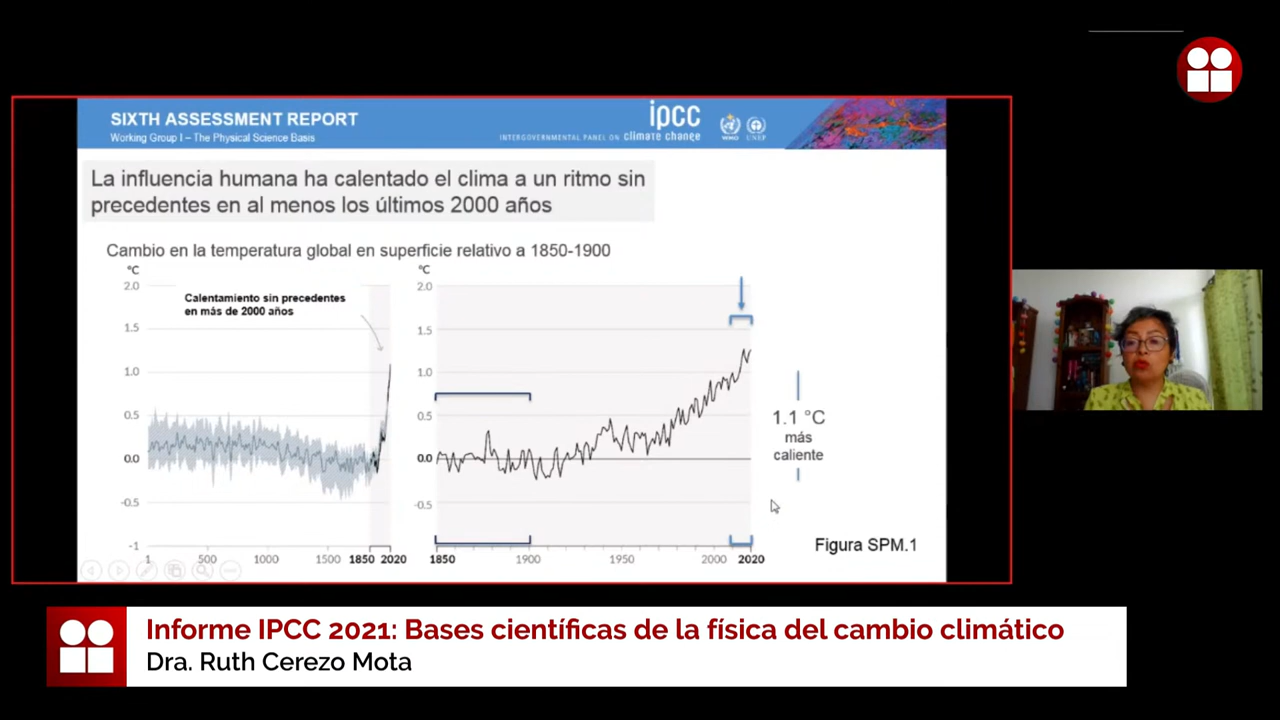 SIXTH ASSESSMENT REPORT
Working Group I – The Physical Science Basis
ipcc
INTERGOVERNMENTAL PANEL ON climate change
WMO
UNEP
La influencia humana ha calentado el clima a un ritmo sin
precedentes en al menos los últimos 2000 años
Cambio en la temperatura global en superficie relativo a 1850-1900
°C
2.0
1.5
1.0
0.5
0.0
-0.5
-1
Calentamiento sin precedentes
en más de 2000 años
1 500 1000 1500 1850 2020
°C
2.0
1.5
1.0
0.5
0.0
-0.5
1850 1900 1950 2000 2020
1.1 °C
más
caliente
Figura SPM.1
Informe IPCC 2021: Bases científicas de la física del cambio climático
Dra. Ruth Cerezo Mota